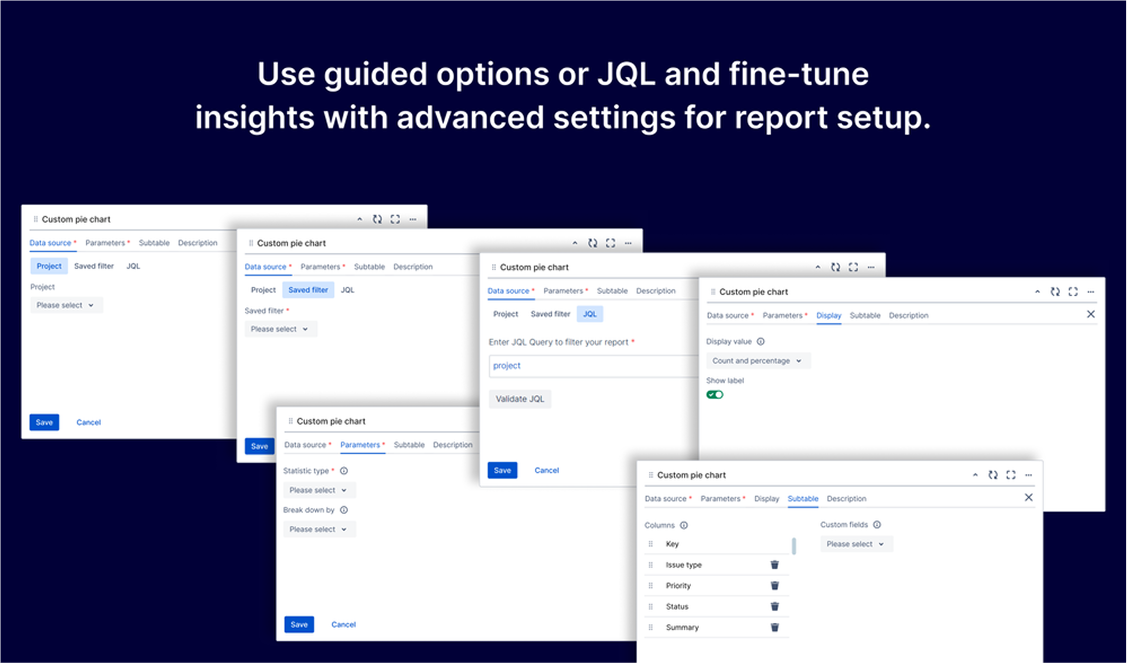 Use guided options or JQL and fine-tune
insights with advanced settings for report setup.
Custom pie chart
Data source * Parameters * Subtable Description
Project Saved filter JQL
Project
Please select
Save Cancel
Custom pie chart
Data source * Parameters * Subtable Description
Project Saved filter JQL
Saved filter *
Please select
Save
Custom pie chart
Data source * Parameters * Subtable Description
Project Saved filter JQL
Enter JQL Query to filter your report *
project
Validate JQL
Save Cancel
Custom pie chart
Data source * Parameters * Display Subtable Description
Display value
Count and percentage
Show label
Custom pie chart
Data source * Parameters * Subtable Description
Statistic type *
Please select
Break down by
Please select
Save Cancel
Custom pie chart
Data source * Parameters * Display Subtable Description
Columns
Key
Issue type
Priority
Status
Summary
Custom fields
Please select